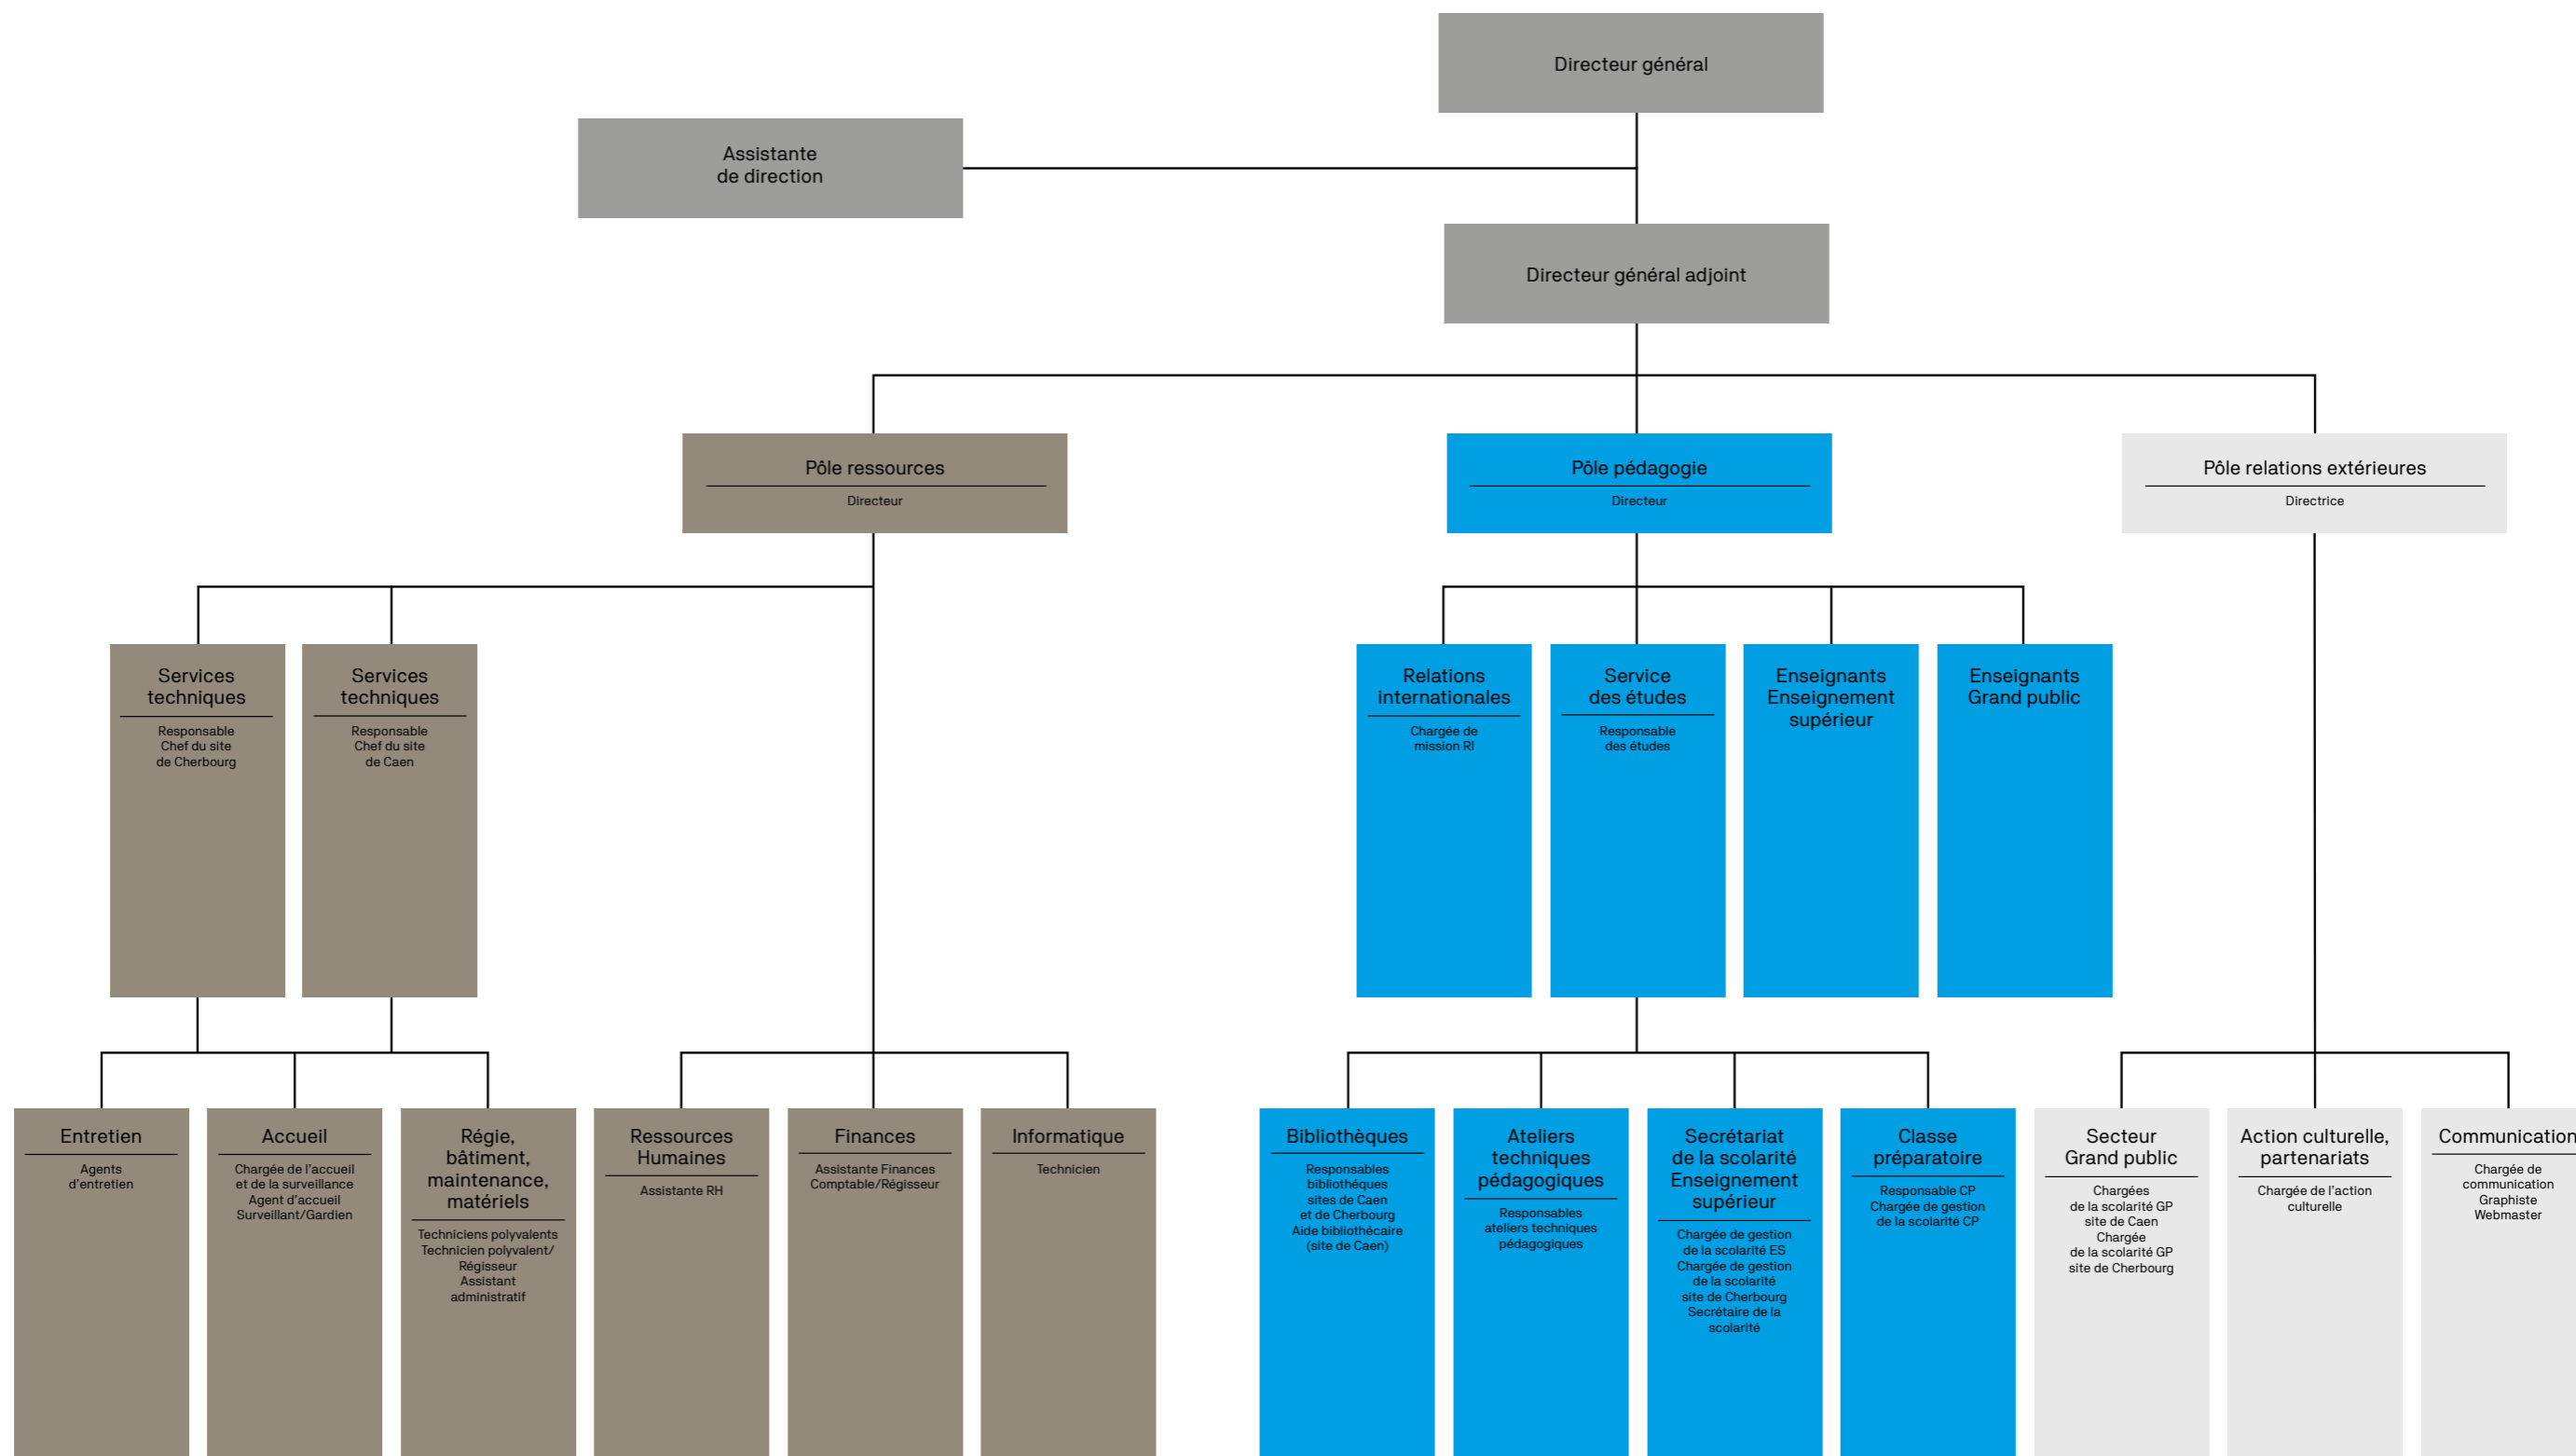 Directeur général
Assistante
de direction
Directeur général adjoint
Pôle ressources
Directeur
Pôle pédagogie
Directeur
Pôle relations extérieures
Directrice
Services
techniques
Responsable
Chef du site
de Cherbourg
Services
techniques
Responsable
Chef du site
de Caen
Relations
internationales
Chargée de
mission RI
Service
des études
Responsable
des études
Enseignants
Enseignement
supérieur
Enseignants
Grand public
Entretien
Agents
d'entretien
Accueil
Chargée de l'accueil
et de la surveillance
Agent d'accueil
Surveillant/Gardien
Régie,
bâtiment,
maintenance,
matériels
Techniciens polyvalents
Technicien polyvalent/
Régisseur
Assistant
administratif
Ressources
Humaines
Assistante RH
Finances
Assistante Finances
Comptable/Régisseur
Informatique
Technicien
Bibliothèques
Responsables
bibliothéques
sites de Caen
et de Cherbourg
Aide bibliothécaire
(site de Caen)
Ateliers
techniques
pédagogiques
Responsables
ateliers techniques
pédagogiques
Secrétariat
de la scolarité
Enseignement
supérieur
Chargée de gestion
de la scolarité ES
Chargée de gestion
de la scolarité
site de Cherbourg
Secrétaire de la
scolarité
Classe
préparatoire
Responsable CP
Chargée de gestion
de la scolarité CP
Secteur
Grand public
Chargées
de la scolarité GP
site de Caen
Chargée
de la scolarité GP
site de Cherbourg
Action culturelle,
partenariats
Chargée de l'action
culturelle
Communication
Chargée de
communication
Graphiste
Webmaster